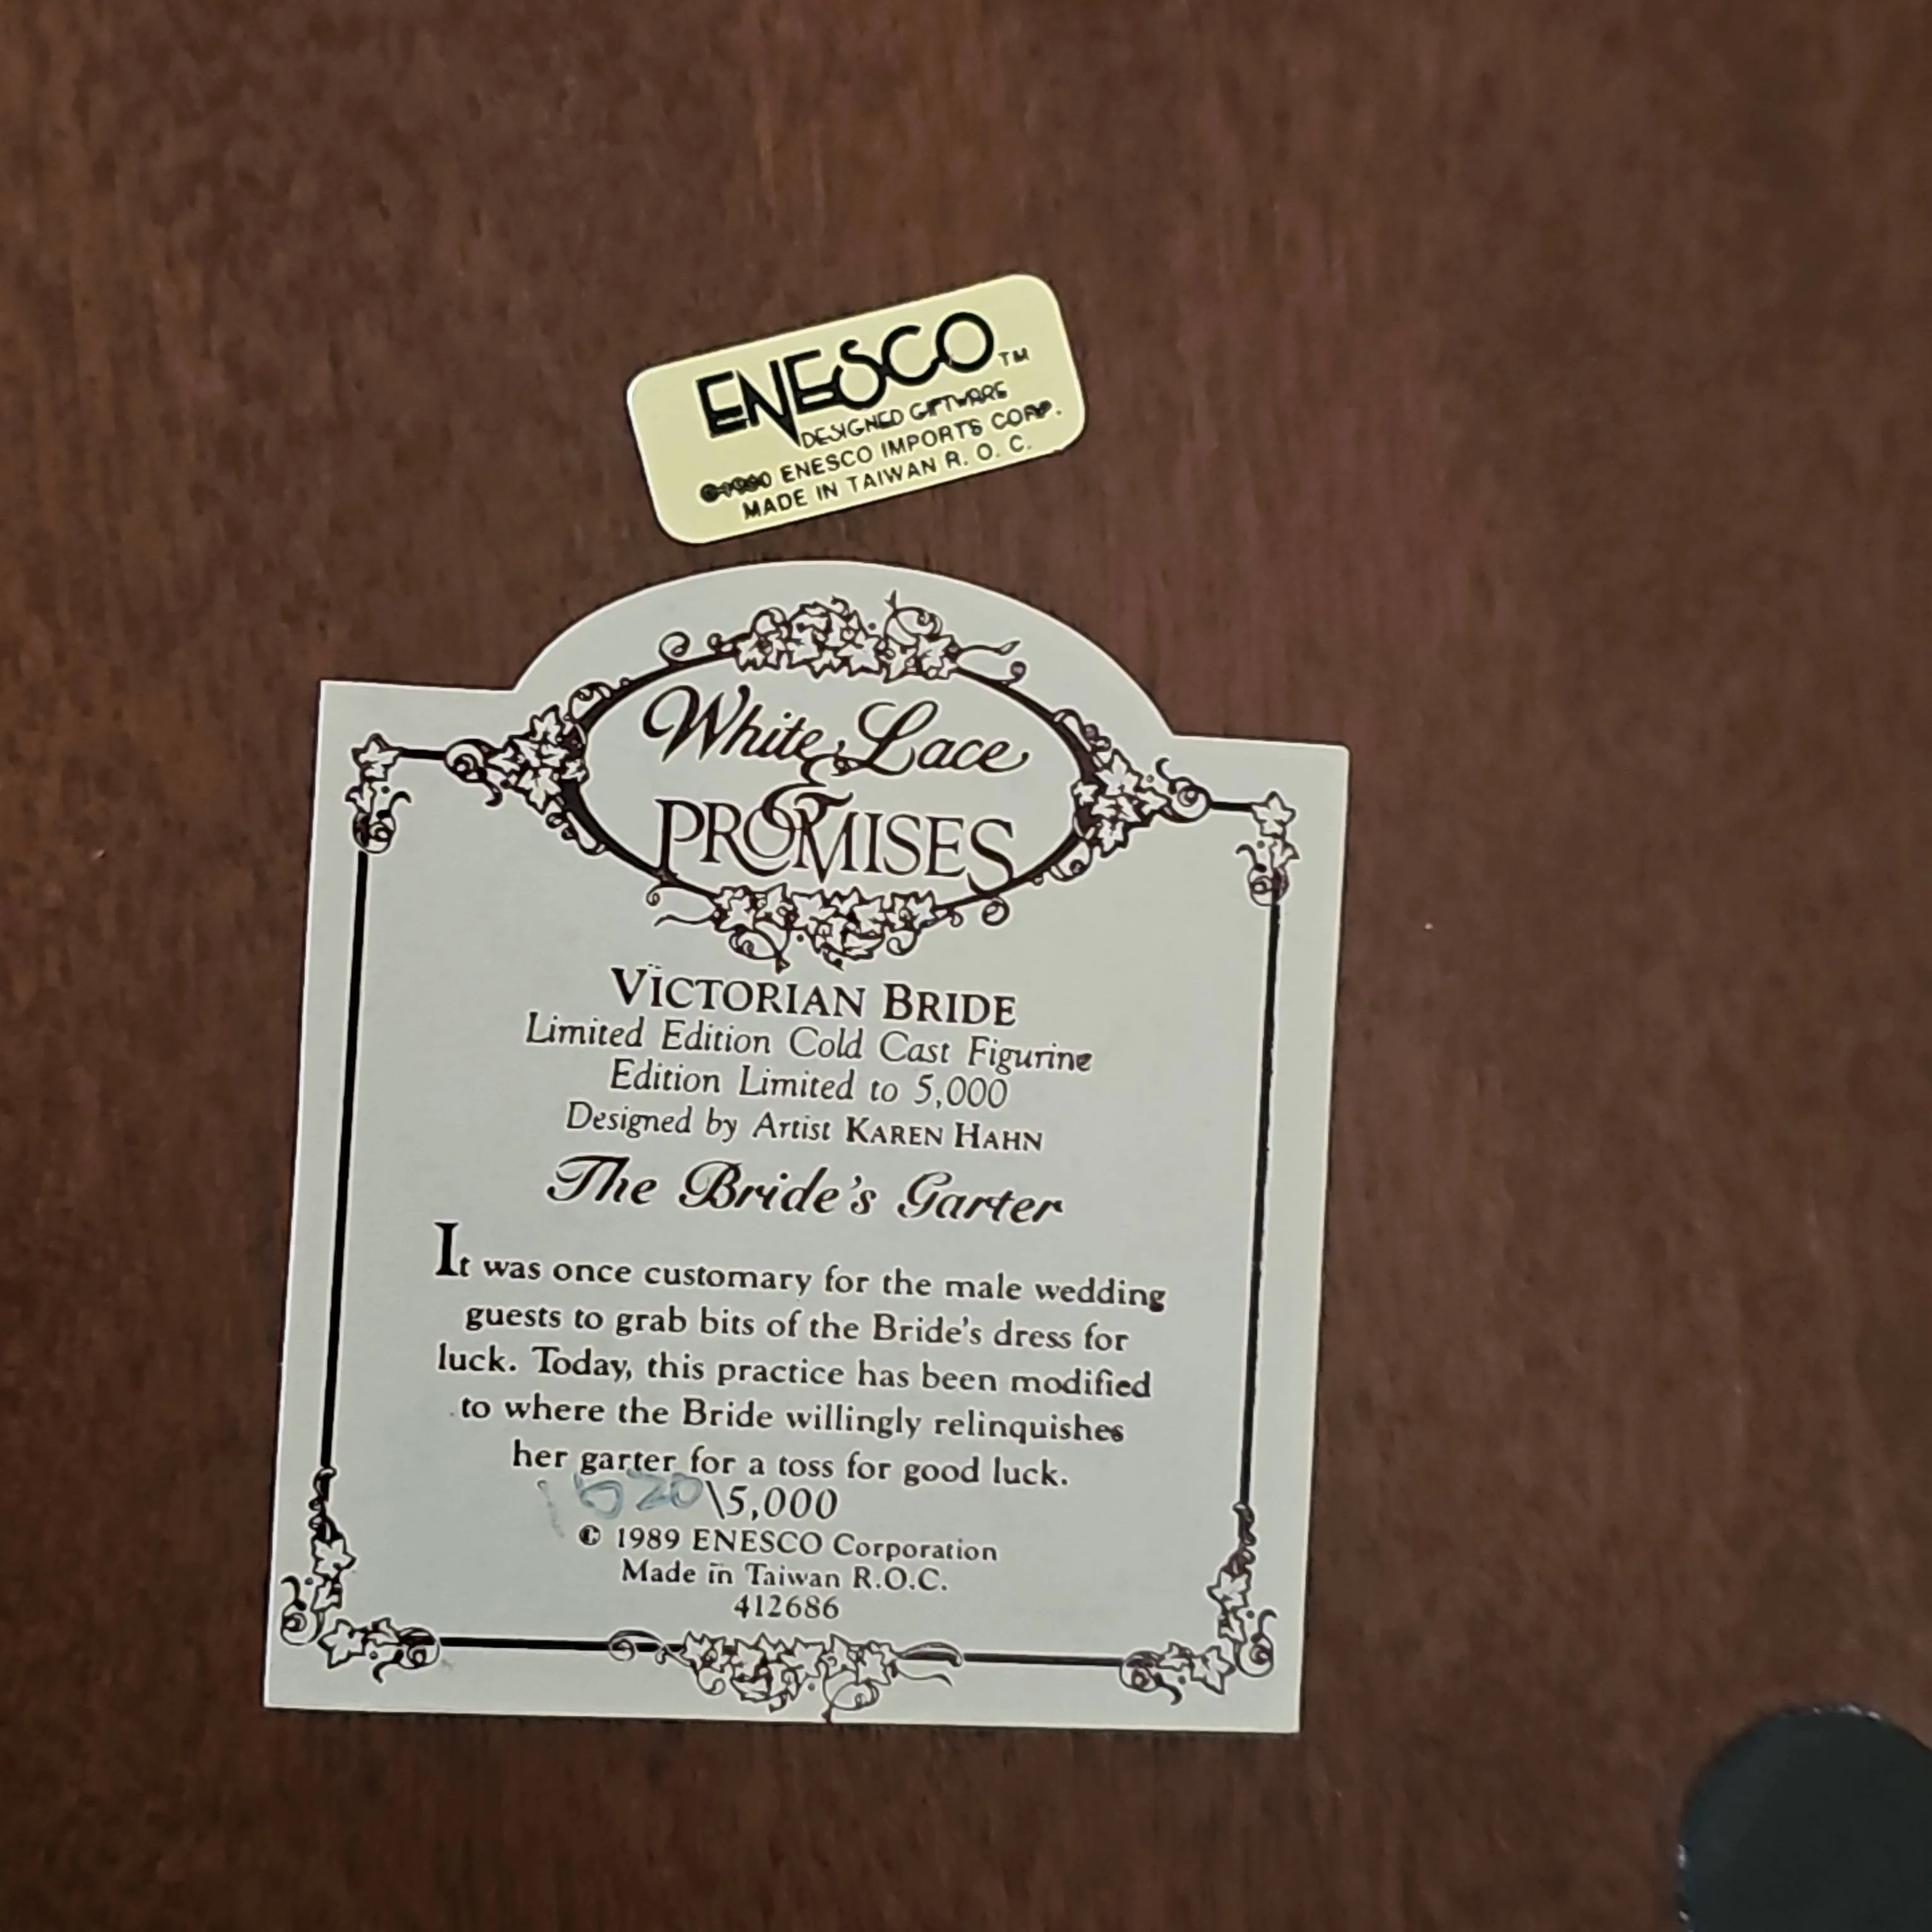 ENESCO™
DESIGNED GIFTWARE
ENESCO IMPORTS CORP.
MADE IN TAIWAN R. O. C.
White Lace
&
PROMISES
VICTORIAN BRIDE
Limited Edition Cold Cast Figurine
Edition Limited to 5,000
Designed by Artist KAREN HAHN
The Bride's Garter
It was once customary for the male wedding
guests to grab bits of the Bride's dress for
luck. Today, this practice has been modified
to where the Bride willingly relinquishes
her garter for a toss for good luck.
\5,000
© 1989 ENESCO Corporation
Made in Taiwan R.O.C.
412686